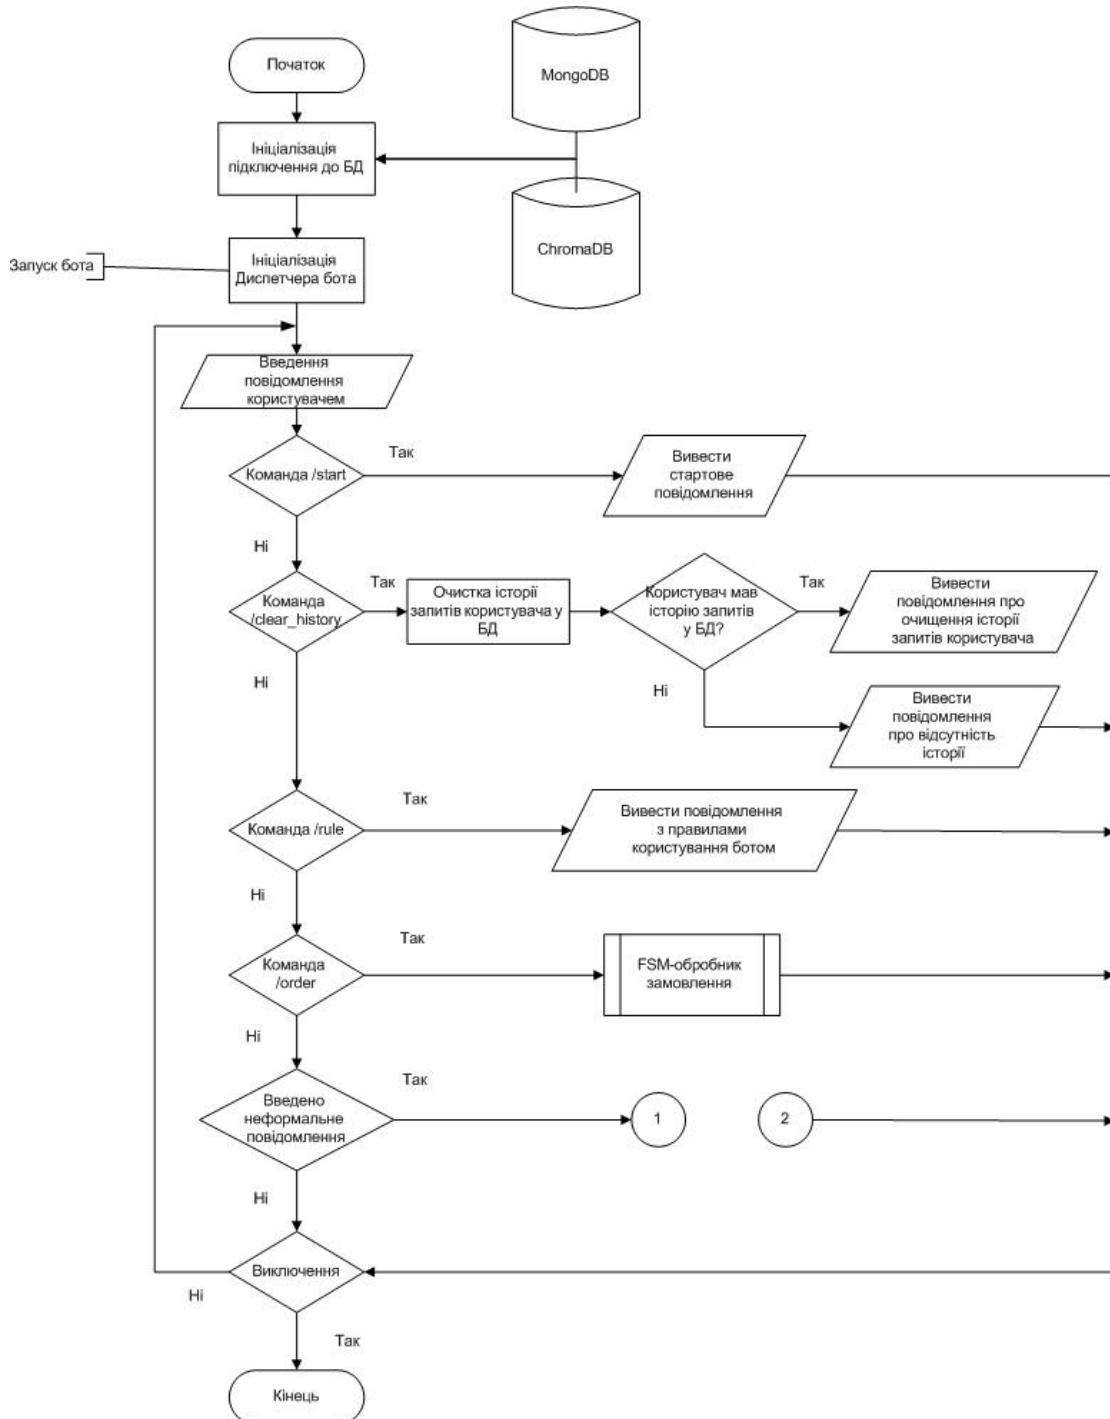 Початок
MongoDB
Ініціалізація
підключення до БД
ChromaDB
Запуск бота
Ініціалізація
Диспетчера бота
Введення
повідомлення
користувачем
Команда /start
Так
Вивести
стартове
повідомлення
Ні
Команда
/clear_history
Так
Очистка історії
запитів користувача у
БД
Користувач мав
історію запитів
у БД?
Так
Вивести
повідомлення про
очищення історії
запитів користувача
Ні
Ні
Вивести
повідомлення
про відсутність
історії
Команда /rule
Так
Вивести повідомлення
з правилами
користування ботом
Ні
Команда
/order
Так
FSM-обробник
замовлення
Ні
Введено
неформальне
повідомлення
Так
1
2
Ні
Виключення
Ні
Так
Кінець